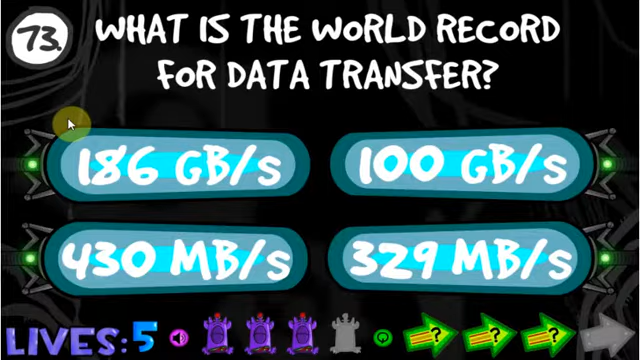 73.
WHAT IS THE WORLD RECORD
FOR DATA TRANSFER?
186 GB/s
100 GB/s
430 MB/s
329 MB/s
LIVES: 5
? ? ?